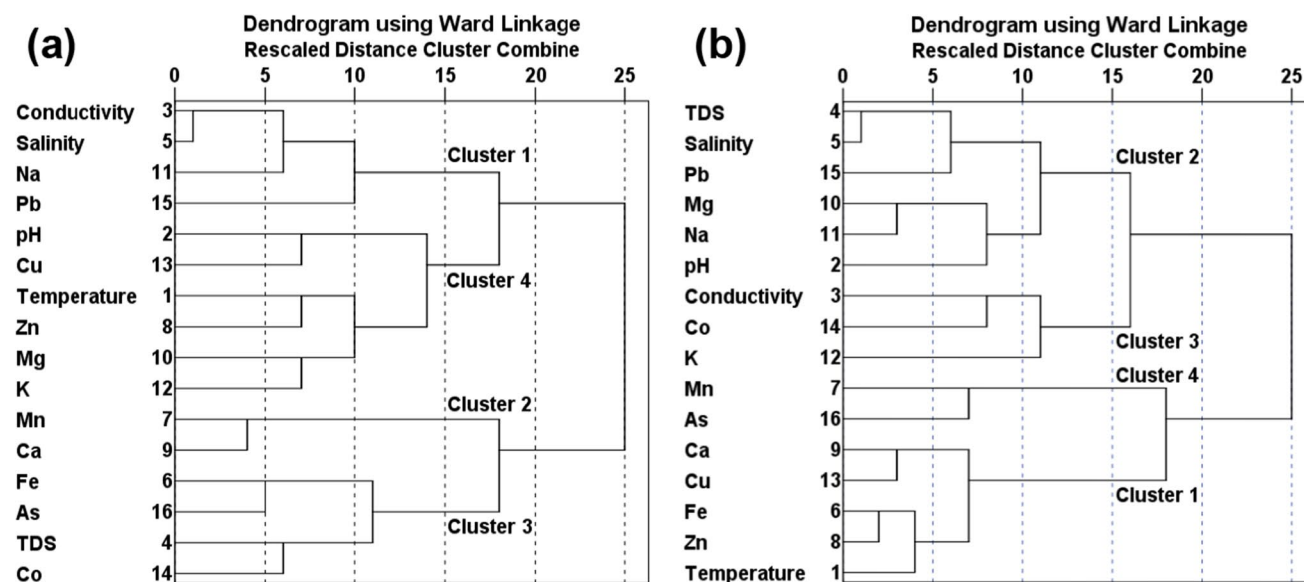 (a)
Dendrogram using Ward Linkage
Rescaled Distance Cluster Combine
0 5 10 15 20 25
Conductivity 3
Salinity 5
Na 11
Pb 15
pH 2
Cu 13
Temperature 1
Zn 8
Mg 10
K 12
Mn 7
Ca 9
Fe 6
As 16
TDS 4
Co 14
Cluster 1
Cluster 4
Cluster 2
Cluster 3
(b)
Dendrogram using Ward Linkage
Rescaled Distance Cluster Combine
0 5 10 15 20 25
TDS 4
Salinity 5
Pb 15
Mg 10
Na 11
pH 2
Conductivity 3
Co 14
K 12
Mn 7
As 16
Ca 9
Cu 13
Fe 6
Zn 8
Temperature 1
Cluster 2
Cluster 3
Cluster 4
Cluster 1